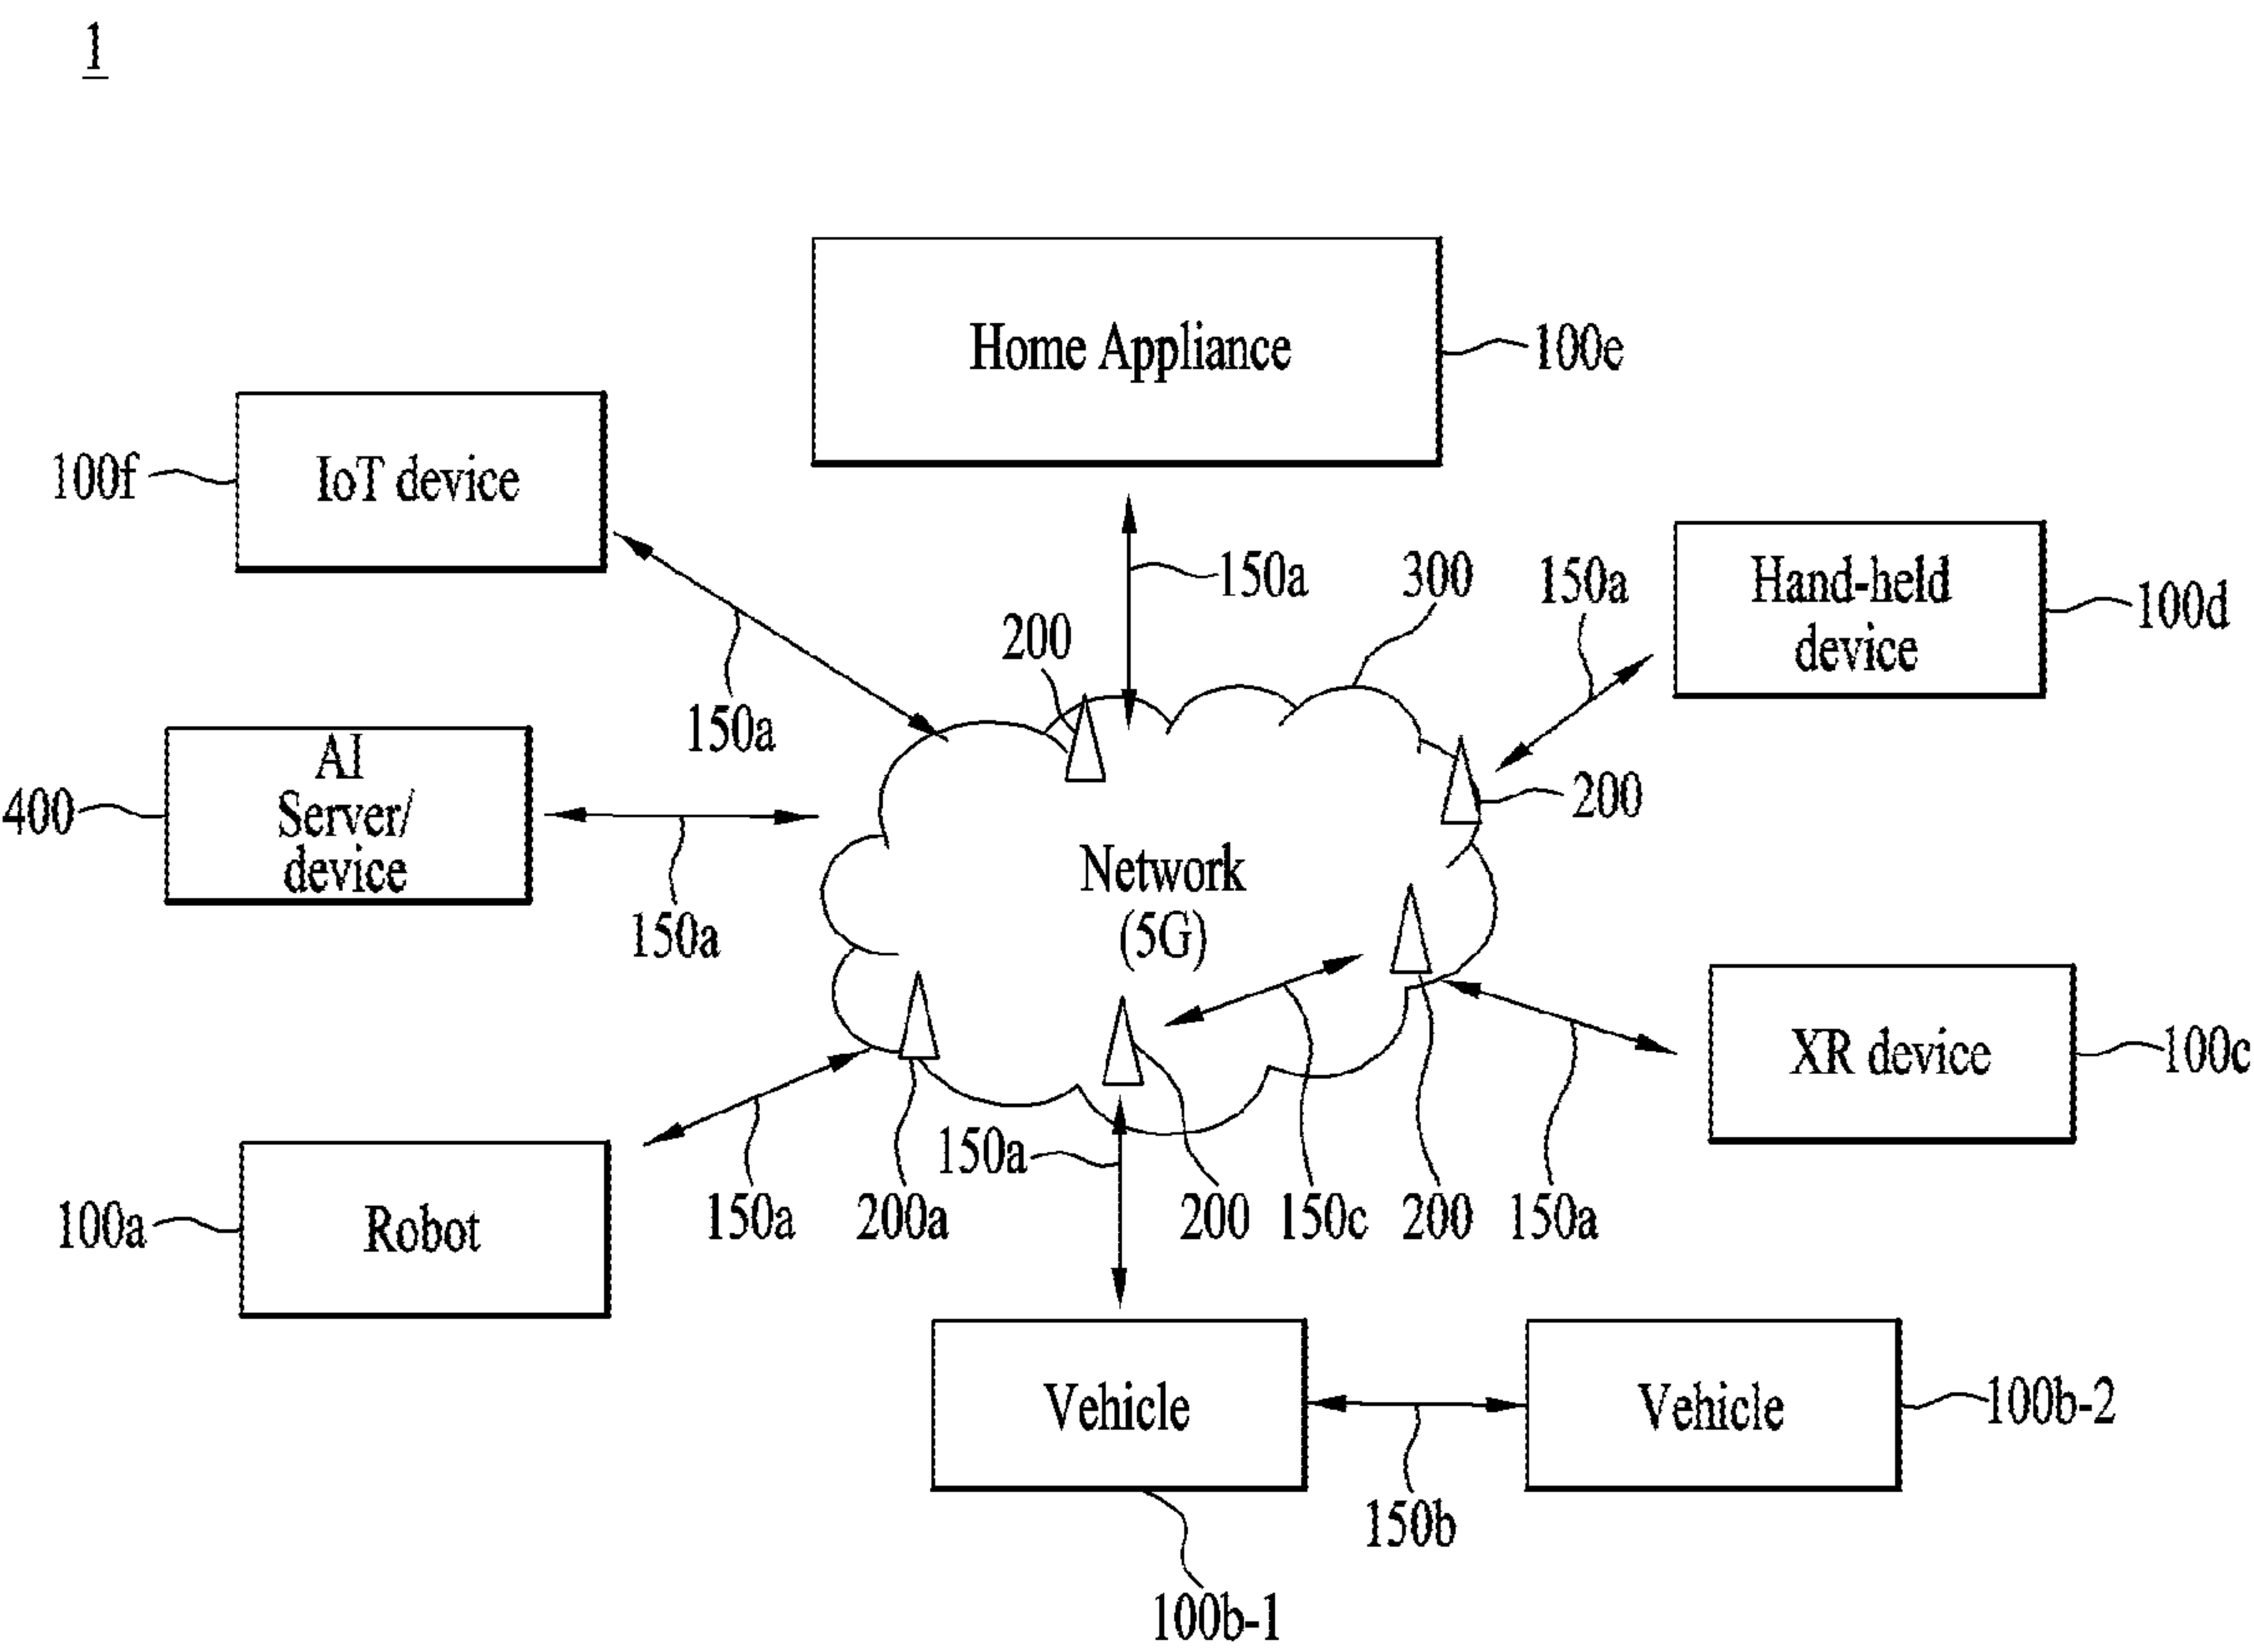 1
Home Appliance
100e
100f
IoT device
150a
300
150a
Hand-held
device
100d
200
150a
AI
Server/
device
400
200
Network
(5G)
150a
XR device
100c
150a
100a
Robot
150a
200a
200
150c
200
150a
Vehicle
Vehicle
100b-2
150b
100b-1